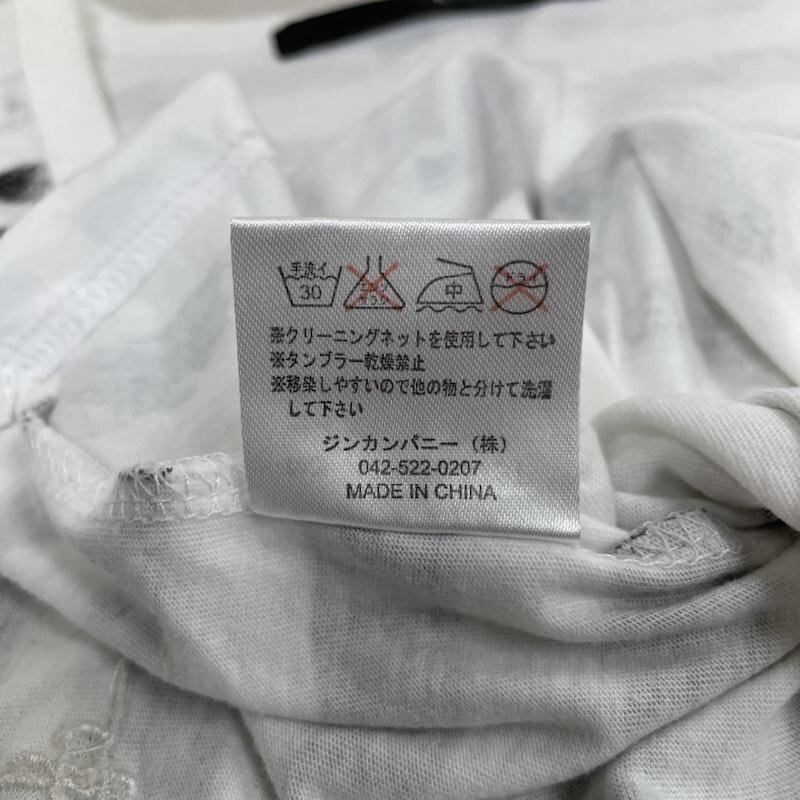 手洗イ 中 ドライ
30
※クリーニングネットを使用して下さい
※タンブラー乾燥禁止
※移染しやすいので他の物と分けて洗濯
して下さい
ジンカンパニー（株）
042-522-0207
MADE IN CHINA